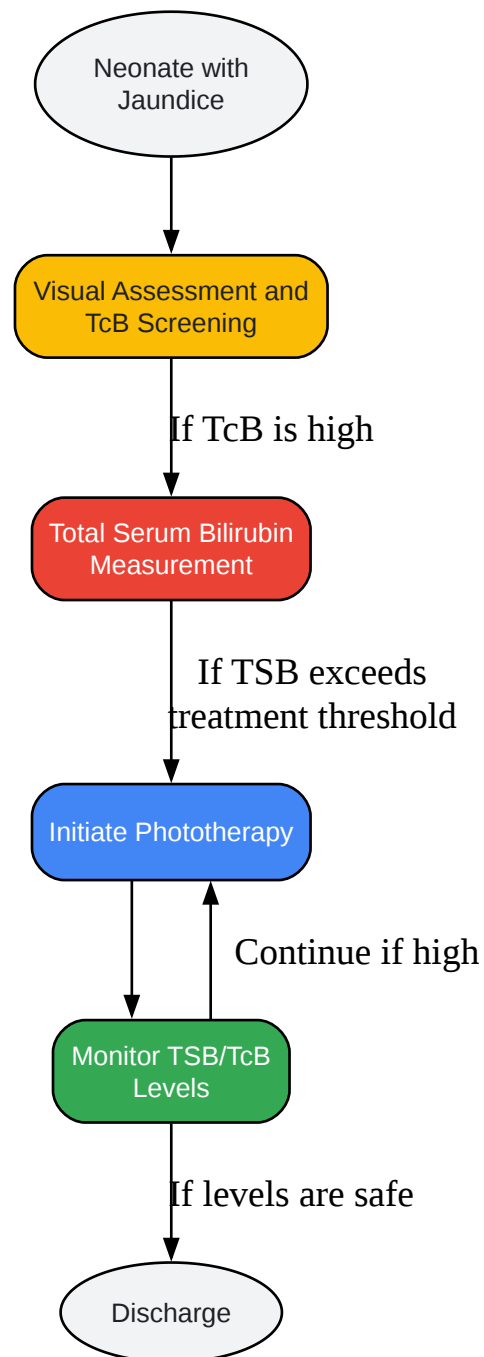 Neonate with
Jaundice
Visual Assessment and
TcB Screening
If TcB is high
Total Serum Bilirubin
Measurement
If TSB exceeds
treatment threshold
Initiate Phototherapy
Continue if high
Monitor TSB/TcB
Levels
If levels are safe
Discharge